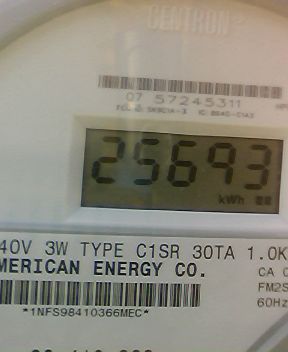 CENTRON
07 57245311
25693
kWh
40V 3W TYPE C1SR 30TA 1.0K
MERICAN ENERGY CO.
CA 0
FM2S
60Hz
*1NFS98410366MEC*